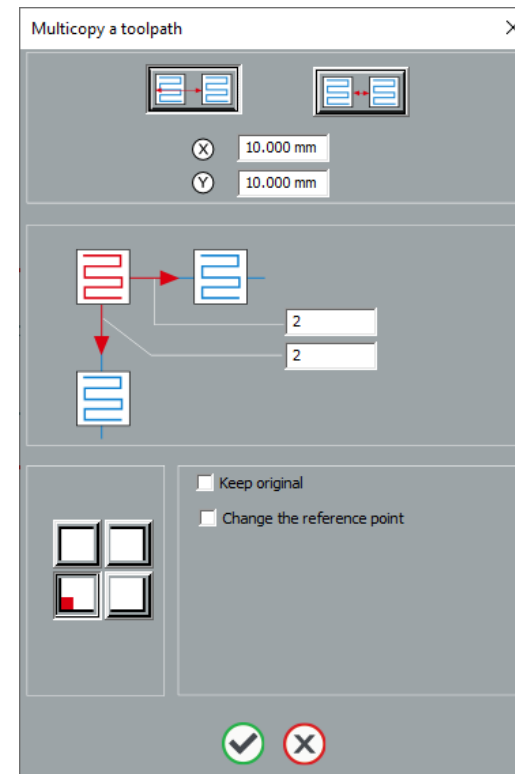 Multicopy a toolpath
X 10.000 mm
Y 10.000 mm
2
2
Keep original
Change the reference point